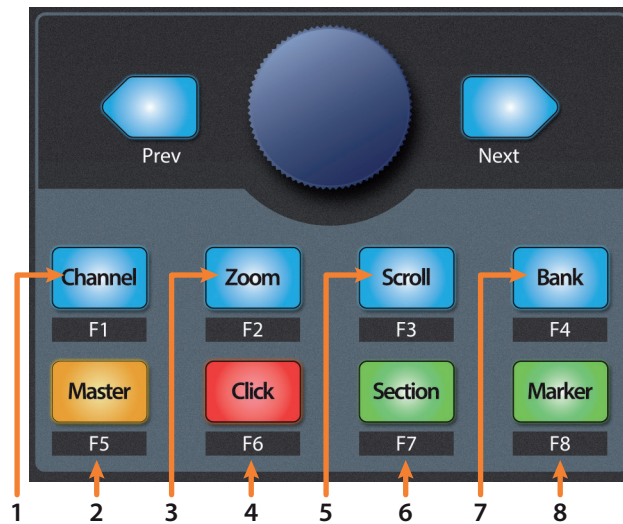 Prev Next
Channel Zoom Scroll Bank
F1 F2 F3 F4
Master Click Section Marker
F5 F6 F7 F8
1 2 3 4 5 6 7 8